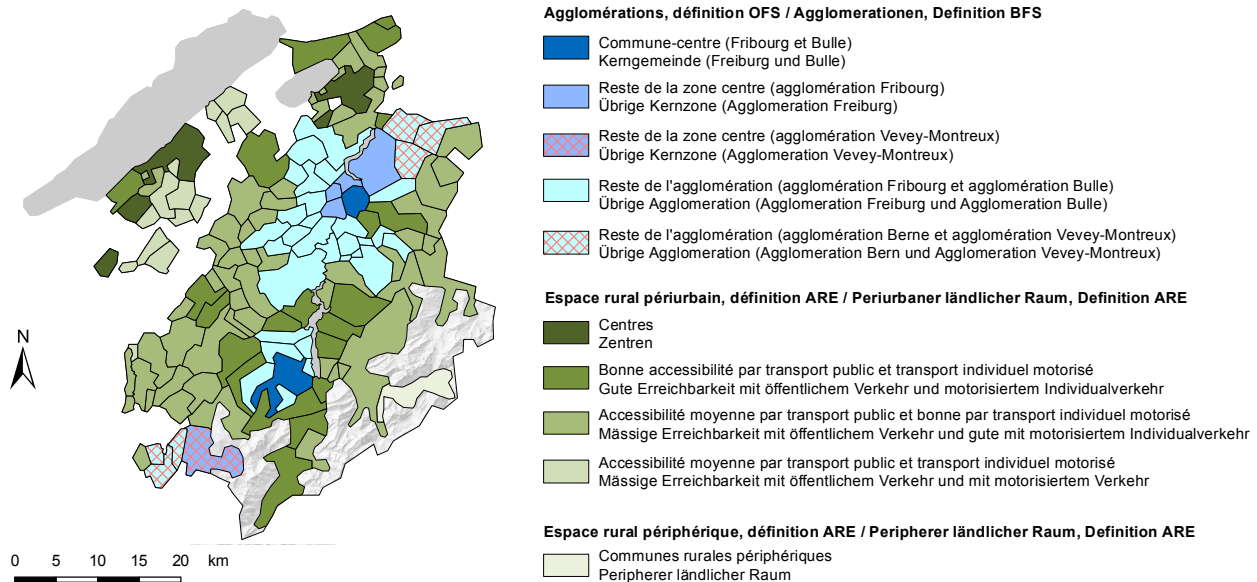 Agglomérations, définition OFS / Agglomerationen, Definition BFS
Commune-centre (Fribourg et Bulle)
Kerngemeinde (Freiburg und Bulle)
Reste de la zone centre (agglomération Fribourg)
Übrige Kernzone (Agglomeration Freiburg)
Reste de la zone centre (agglomération Vevey-Montreux)
Übrige Kernzone (Agglomeration Vevey-Montreux)
Reste de l'agglomération (agglomération Fribourg et agglomération Bulle)
Übrige Agglomeration (Agglomeration Freiburg und Agglomeration Bulle)
Reste de l'agglomération (agglomération Berne et agglomération Vevey-Montreux)
Übrige Agglomeration (Agglomeration Bern und Agglomeration Vevey-Montreux)
Espace rural périurbain, définition ARE / Periurbaner ländlicher Raum, Definition ARE
Centres
Zentren
Bonne accessibilité par transport public et transport individuel motorisé
Gute Erreichbarkeit mit öffentlichem Verkehr und motorisiertem Individualverkehr
Accessibilité moyenne par transport public et bonne par transport individuel motorisé
Mässige Erreichbarkeit mit öffentlichem Verkehr und gute mit motorisiertem Individualverkehr
Accessibilité moyenne par transport public et transport individuel motorisé
Mässige Erreichbarkeit mit öffentlichem Verkehr und mit motorisiertem Verkehr
Espace rural périphérique, définition ARE / Peripherer ländlicher Raum, Definition ARE
Communes rurales périphériques
Peripherer ländlicher Raum
N
0 5 10 15 20 km